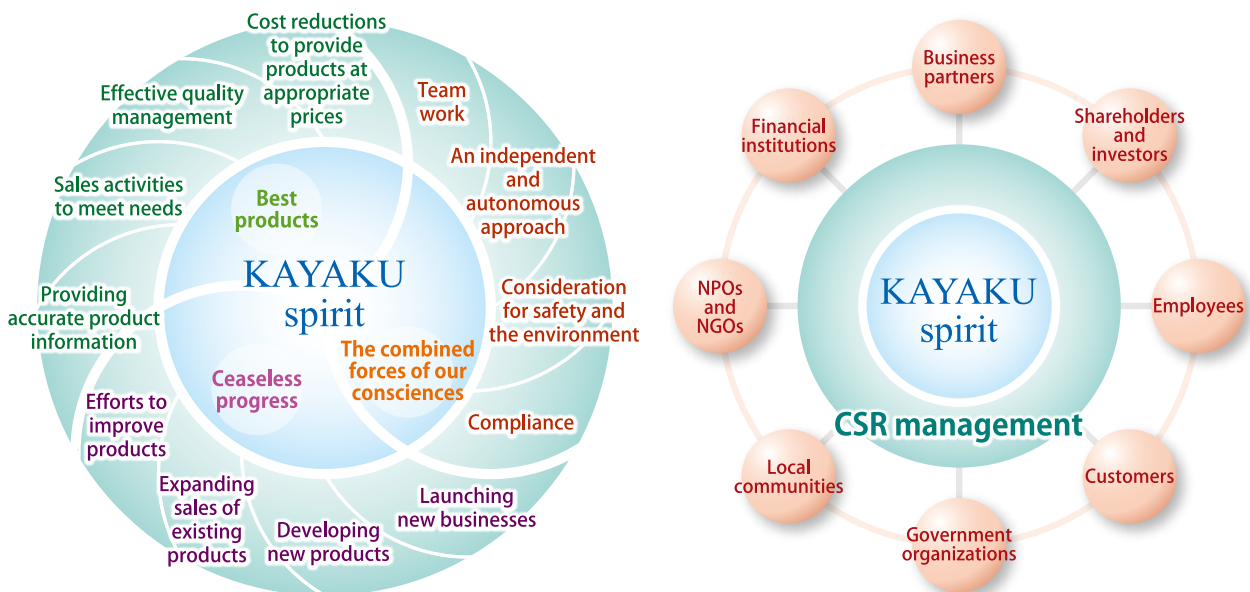 Cost reductions
to provide
products at
appropriate
prices
Effective quality
management
Sales activities
to meet needs
Providing
accurate product
information
Team
work
An independent
and
autonomous
approach
Consideration
for safety and
the environment
Compliance
Best
products
KAYAKU
spirit
Ceaseless
progress
The combined
forces of our
consciences
Efforts to
improve
products
Expanding
sales of
existing
products
Developing
new products
Launching
new businesses
Business
partners
Shareholders
and
investors
Employees
Customers
Government
organizations
Local
communities
NPOs
and
NGOs
Financial
institutions
KAYAKU
spirit
CSR management